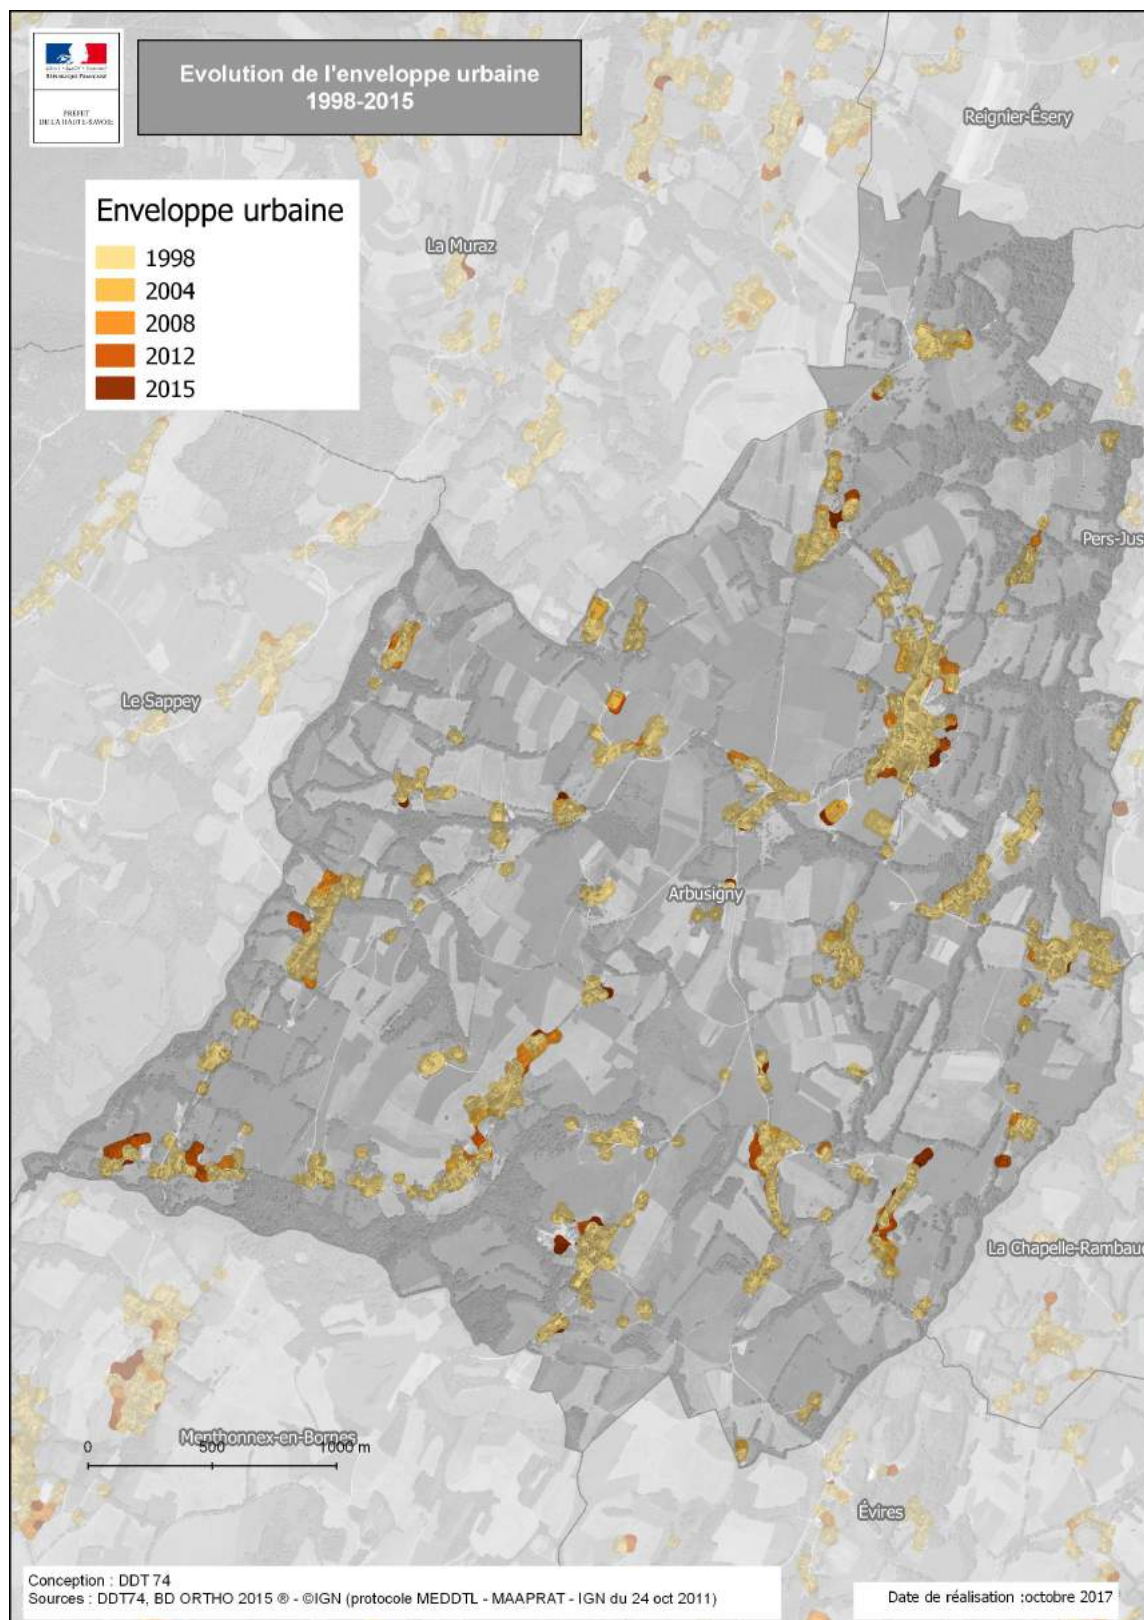 Evolution de l'enveloppe urbaine
1998-2015
RÉPUBLIQUE FRANÇAISE
PREFET
DE LA HAUTE-SAVOIE
Enveloppe urbaine
1998
2004
2008
2012
2015
Reignier-Ésery
La Muraz
Pers-Jus
Le Sappey
Arbusigny
La Chapelle-Rambaud
Menthonnex-en-Bornes
0 500 1000 m
Évires
Conception : DDT 74
Sources : DDT74, BD ORTHO 2015 ® - ©IGN (protocole MEDDTL - MAAPRAT - IGN du 24 oct 2011)
Date de réalisation :octobre 2017